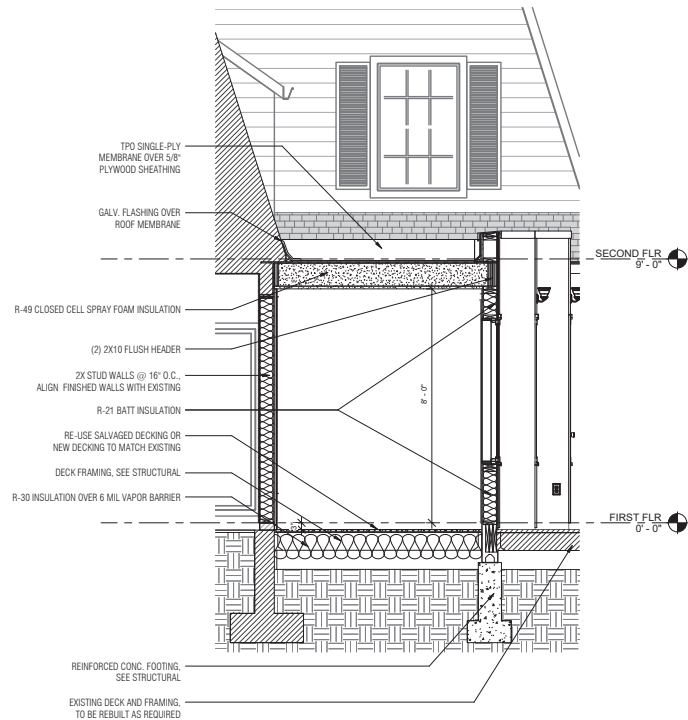 TPO SINGLE-PLY
MEMBRANE OVER 5/8"
PLYWOOD SHEATHING
GALV. FLASHING OVER
ROOF MEMBRANE
SECOND FLR
9' - 0"
R-49 CLOSED CELL SPRAY FOAM INSULATION
(2) 2X10 FLUSH HEADER
2X STUD WALLS @ 16" O.C.,
ALIGN FINISHED WALLS WITH EXISTING
8' - 0"
R-21 BATT INSULATION
RE-USE SALVAGED DECKING OR
NEW DECKING TO MATCH EXISTING
DECK FRAMING, SEE STRUCTURAL
R-30 INSULATION OVER 6 MIL VAPOR BARRIER
FIRST FLR
0' - 0"
REINFORCED CONC. FOOTING,
SEE STRUCTURAL
EXISTING DECK AND FRAMING,
TO BE REBUILT AS REQUIRED